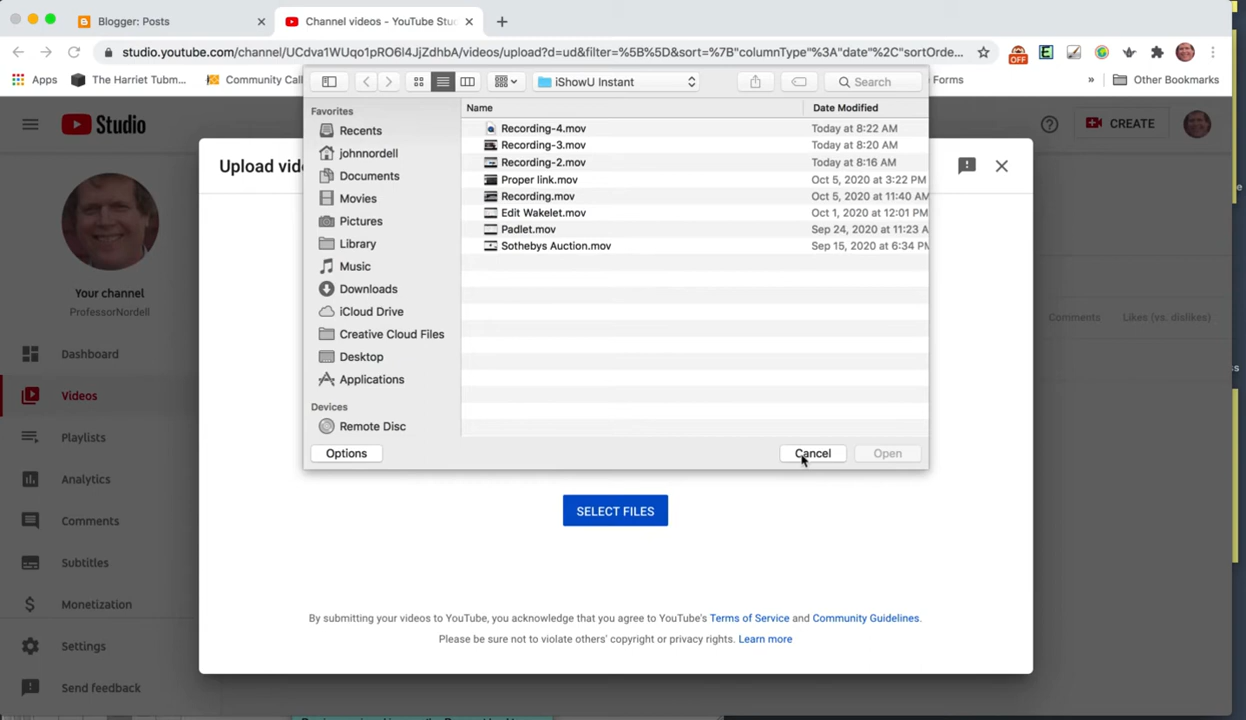 Blogger: Posts
Channel videos - YouTube Stu
studio.youtube.com/channel/UCdva1WUqo1pRO6l4JjZdhbA/videos/upload?d=ud&filter=%5B%5D&sort=%7B"columnType"%3A"date"%2C"sortOrde...
OFF
Apps
The Harriet Tubm...
Community Call
Forms
»
Other Bookmarks
iShowU Instant
Search
Favorites
Name
Date Modified
Studio
CREATE
Recents
Recording-4.mov
Today at 8:22 AM
johnnordell
Recording-3.mov
Today at 8:20 AM
Upload vide
Documents
Recording-2.mov
Today at 8:16 AM
Movies
Proper link.mov
Oct 5, 2020 at 3:22 PM
Pictures
Recording.mov
Oct 5, 2020 at 11:40 AM
Library
Edit Wakelet.mov
Oct 1, 2020 at 12:01 PM
Music
Padlet.mov
Sep 24, 2020 at 11:23 A
Downloads
Sothebys Auction.mov
Sep 15, 2020 at 6:34 P
iCloud Drive
Creative Cloud Files
Desktop
Applications
Devices
Remote Disc
Options
Cancel
Open
Your channel
ProfessorNordell
Comments
Likes (vs. dislikes)
Dashboard
Videos
Playlists
Analytics
Comments
Subtitles
Monetization
Settings
Send feedback
SELECT FILES
By submitting your videos to YouTube, you acknowledge that you agree to YouTube's Terms of Service and Community Guidelines.
Please be sure not to violate others' copyright or privacy rights. Learn more